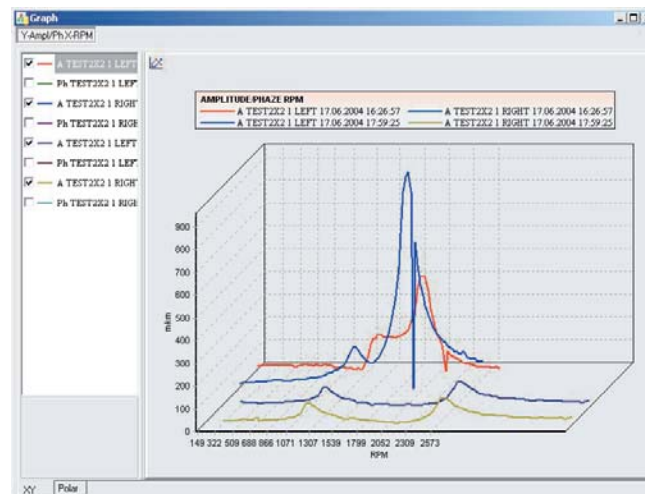 Graph
Y-Ampl/Ph X-RPM
A TEST2X2 1 LEFT
Ph TEST2X2 1 LEFT
A TEST2X2 1 RIGHT
Ph TEST2X2 1 RIGH
A TEST2X2 1 LEFT
Ph TEST2X2 1 LEFT
A TEST2X2 1 RIGHT
Ph TEST2X2 1 RIGH
AMPLITUDE/PHAZE RPM
A TEST2X2 1 LEFT 17.06.2004 16:26:57
A TEST2X2 1 RIGHT 17.06.2004 16:26:57
A TEST2X2 1 LEFT 17.06.2004 17:59:25
A TEST2X2 1 RIGHT 17.06.2004 17:59:25
900
800
700
600
500
400
300
200
100
0
149 322 509 688 866 1071 1307 1539 1799 2052 2309 2573
RPM
XY
Polar